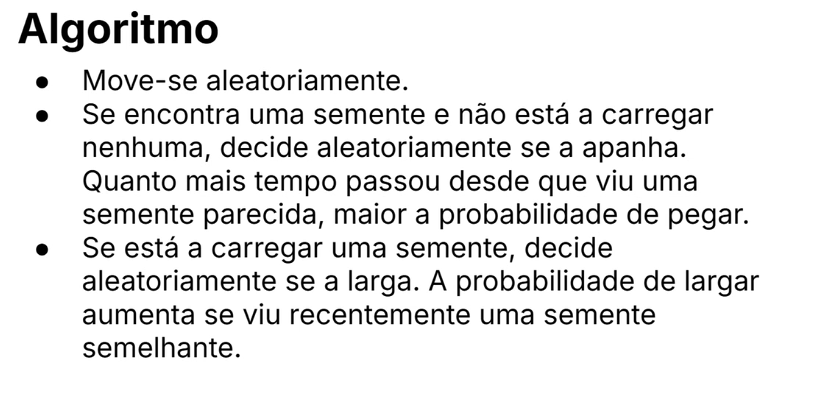 Algoritmo
● Move-se aleatoriamente.
● Se encontra uma semente e não está a carregar
nenhuma, decide aleatoriamente se a apanha.
Quanto mais tempo passou desde que viu uma
semente parecida, maior a probabilidade de pegar.
● Se está a carregar uma semente, decide
aleatoriamente se a larga. A probabilidade de largar
aumenta se viu recentemente uma semente
semelhante.